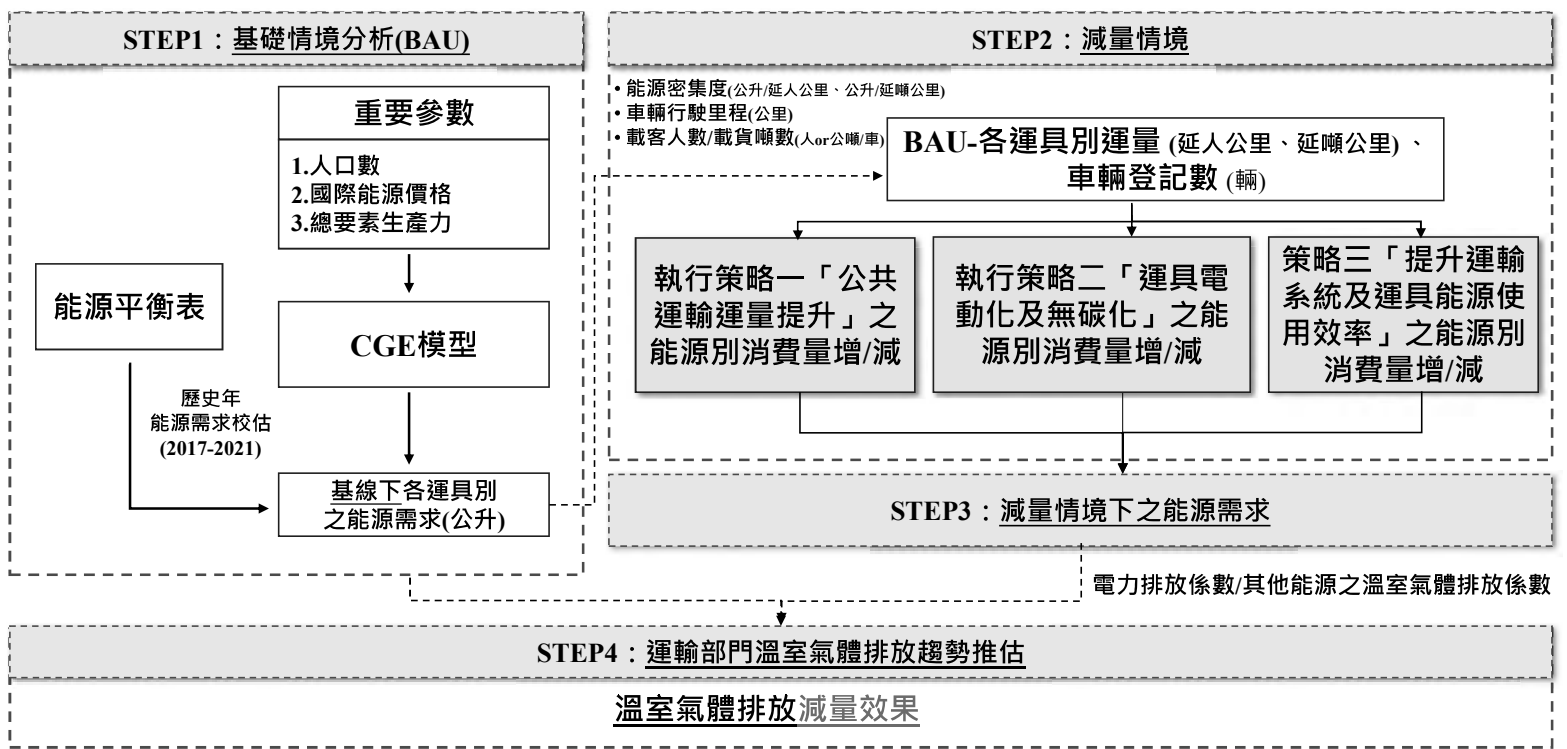 STEP1：基礎情境分析(BAU)
重要參數
1.人口數
2.國際能源價格
3.總要素生產力
能源平衡表
CGE模型
歷史年
能源需求校估
(2017-2021)
基線下各運具別
之能源需求(公升)
STEP2：減量情境
• 能源密集度(公升/延人公里、公升/延噸公里)
• 車輛行駛里程(公里)
• 載客人數/載貨噸數(人or公噸/車)
BAU-各運具別運量 (延人公里、延噸公里)、
車輛登記數 (輛)
執行策略一「公共
運輸運量提升」之
能源別消費量增/減
執行策略二「運具電
動化及無碳化」之能
源別消費量增/減
策略三「提升運輸
系統及運具能源使
用效率」之能源別
消費量增/減
STEP3：減量情境下之能源需求
電力排放係數/其他能源之溫室氣體排放係數
STEP4：運輸部門溫室氣體排放趨勢推估
溫室氣體排放減量效果